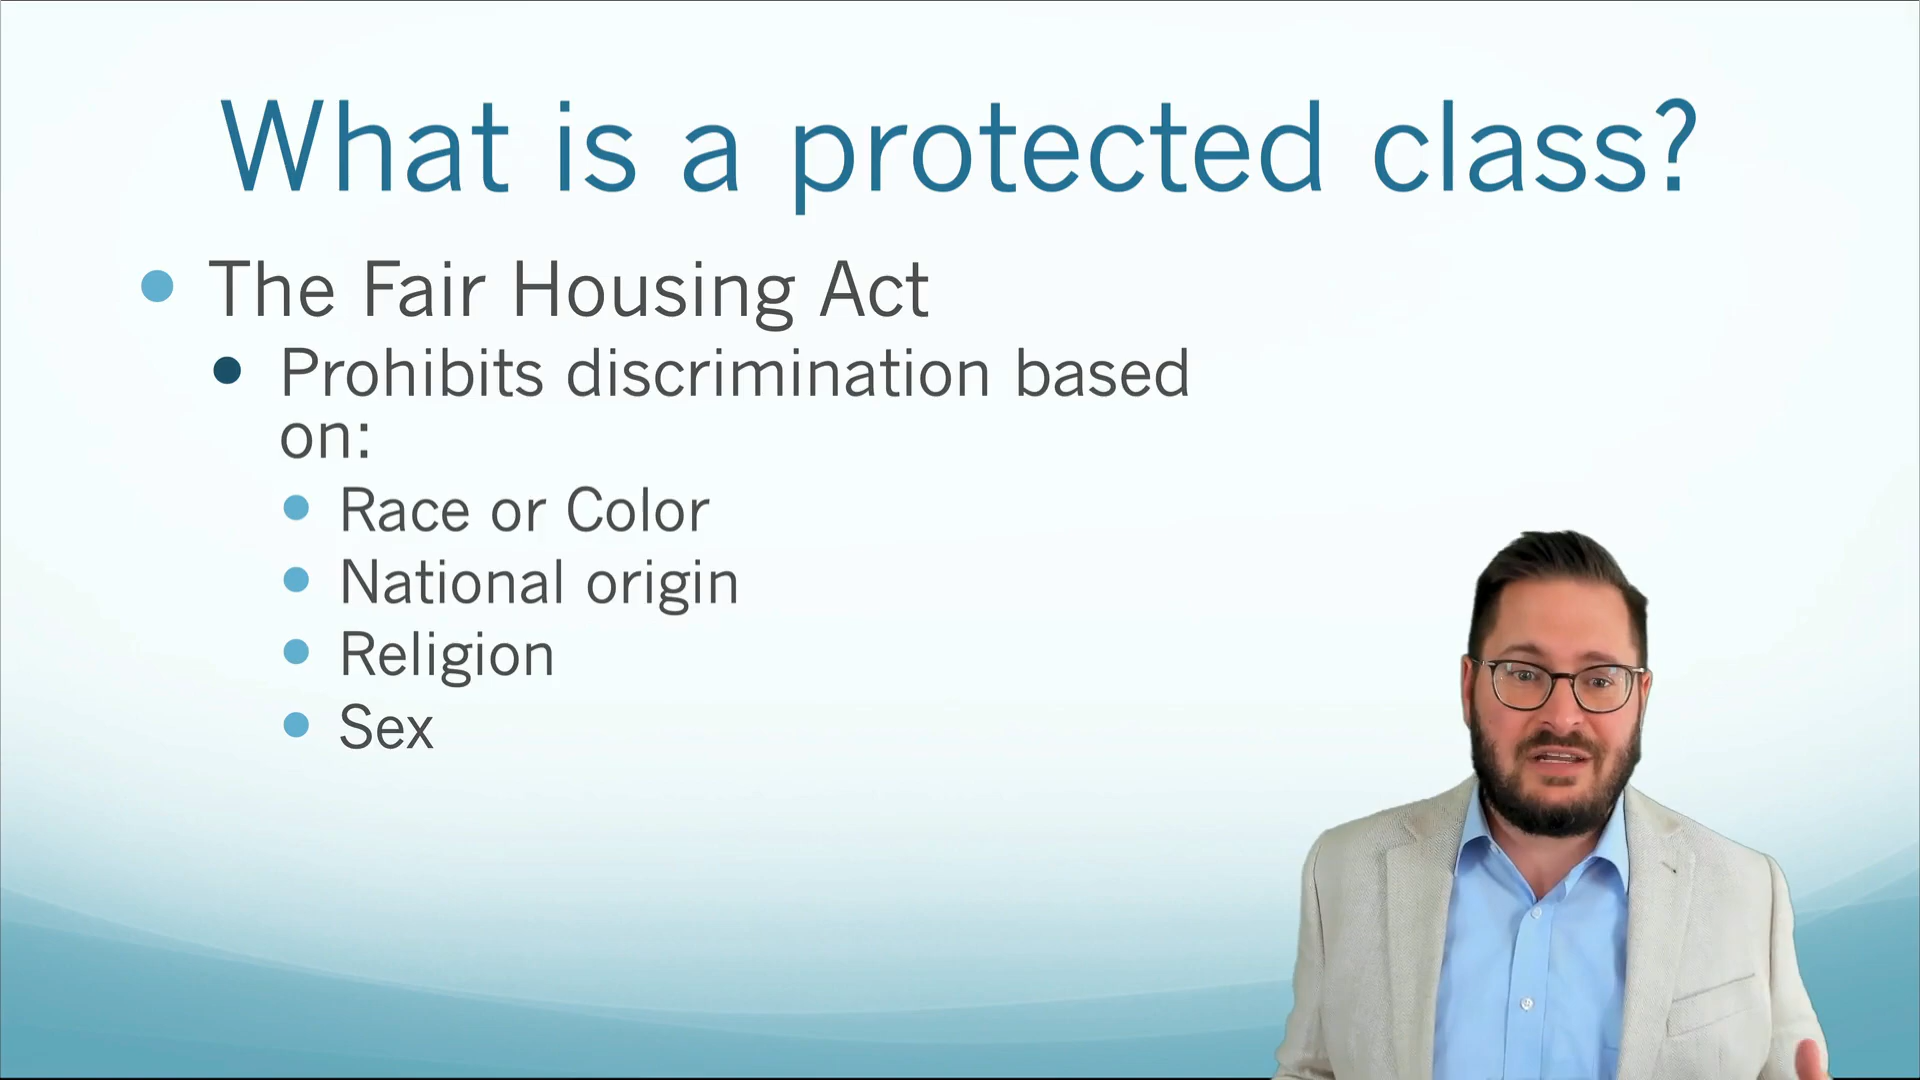 What is a protected class?
The Fair Housing Act
Prohibits discrimination based
on:
Race or Color
National origin
Religion
Sex